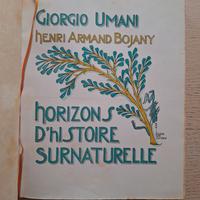 GIORGIO UMANI
HENRI ARMAND BOJANY
HORIZONS
D'HISTOIRE
SURNATURELLE